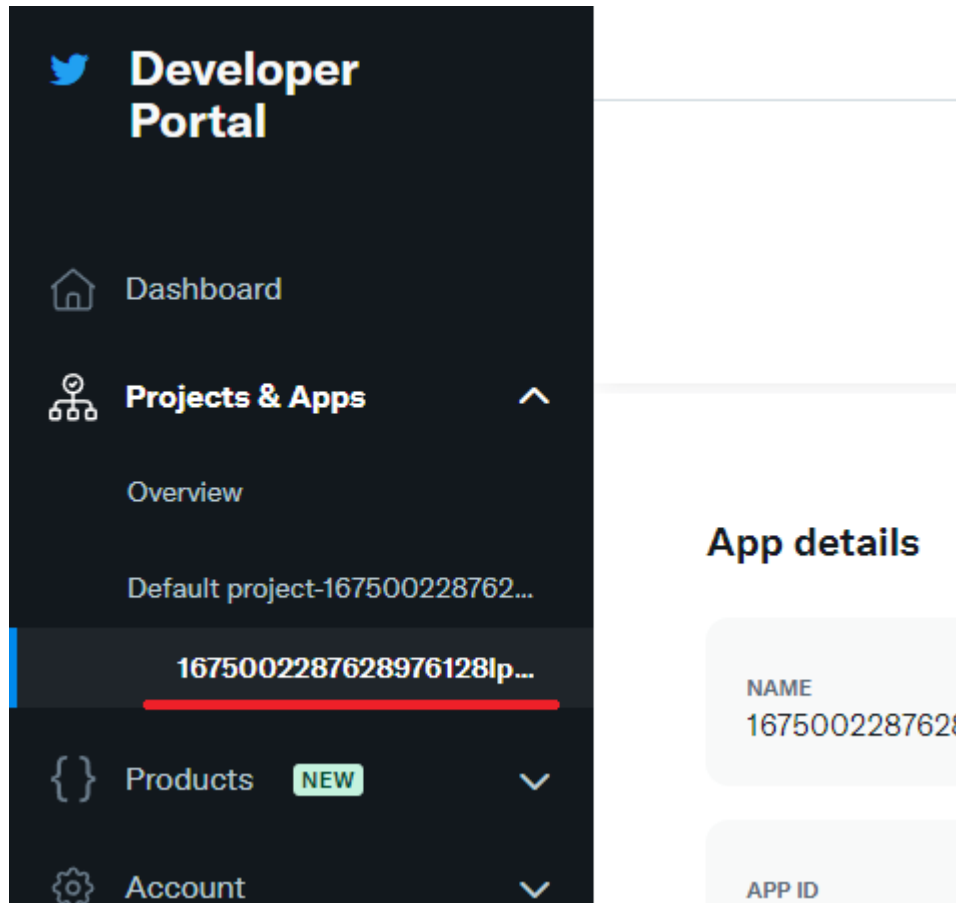 Developer
Portal
Dashboard
Projects & Apps
Overview
Default project-167500228762...
1675002287628976128lp...
Products NEW
Account
App details
NAME
167500228762
APP ID